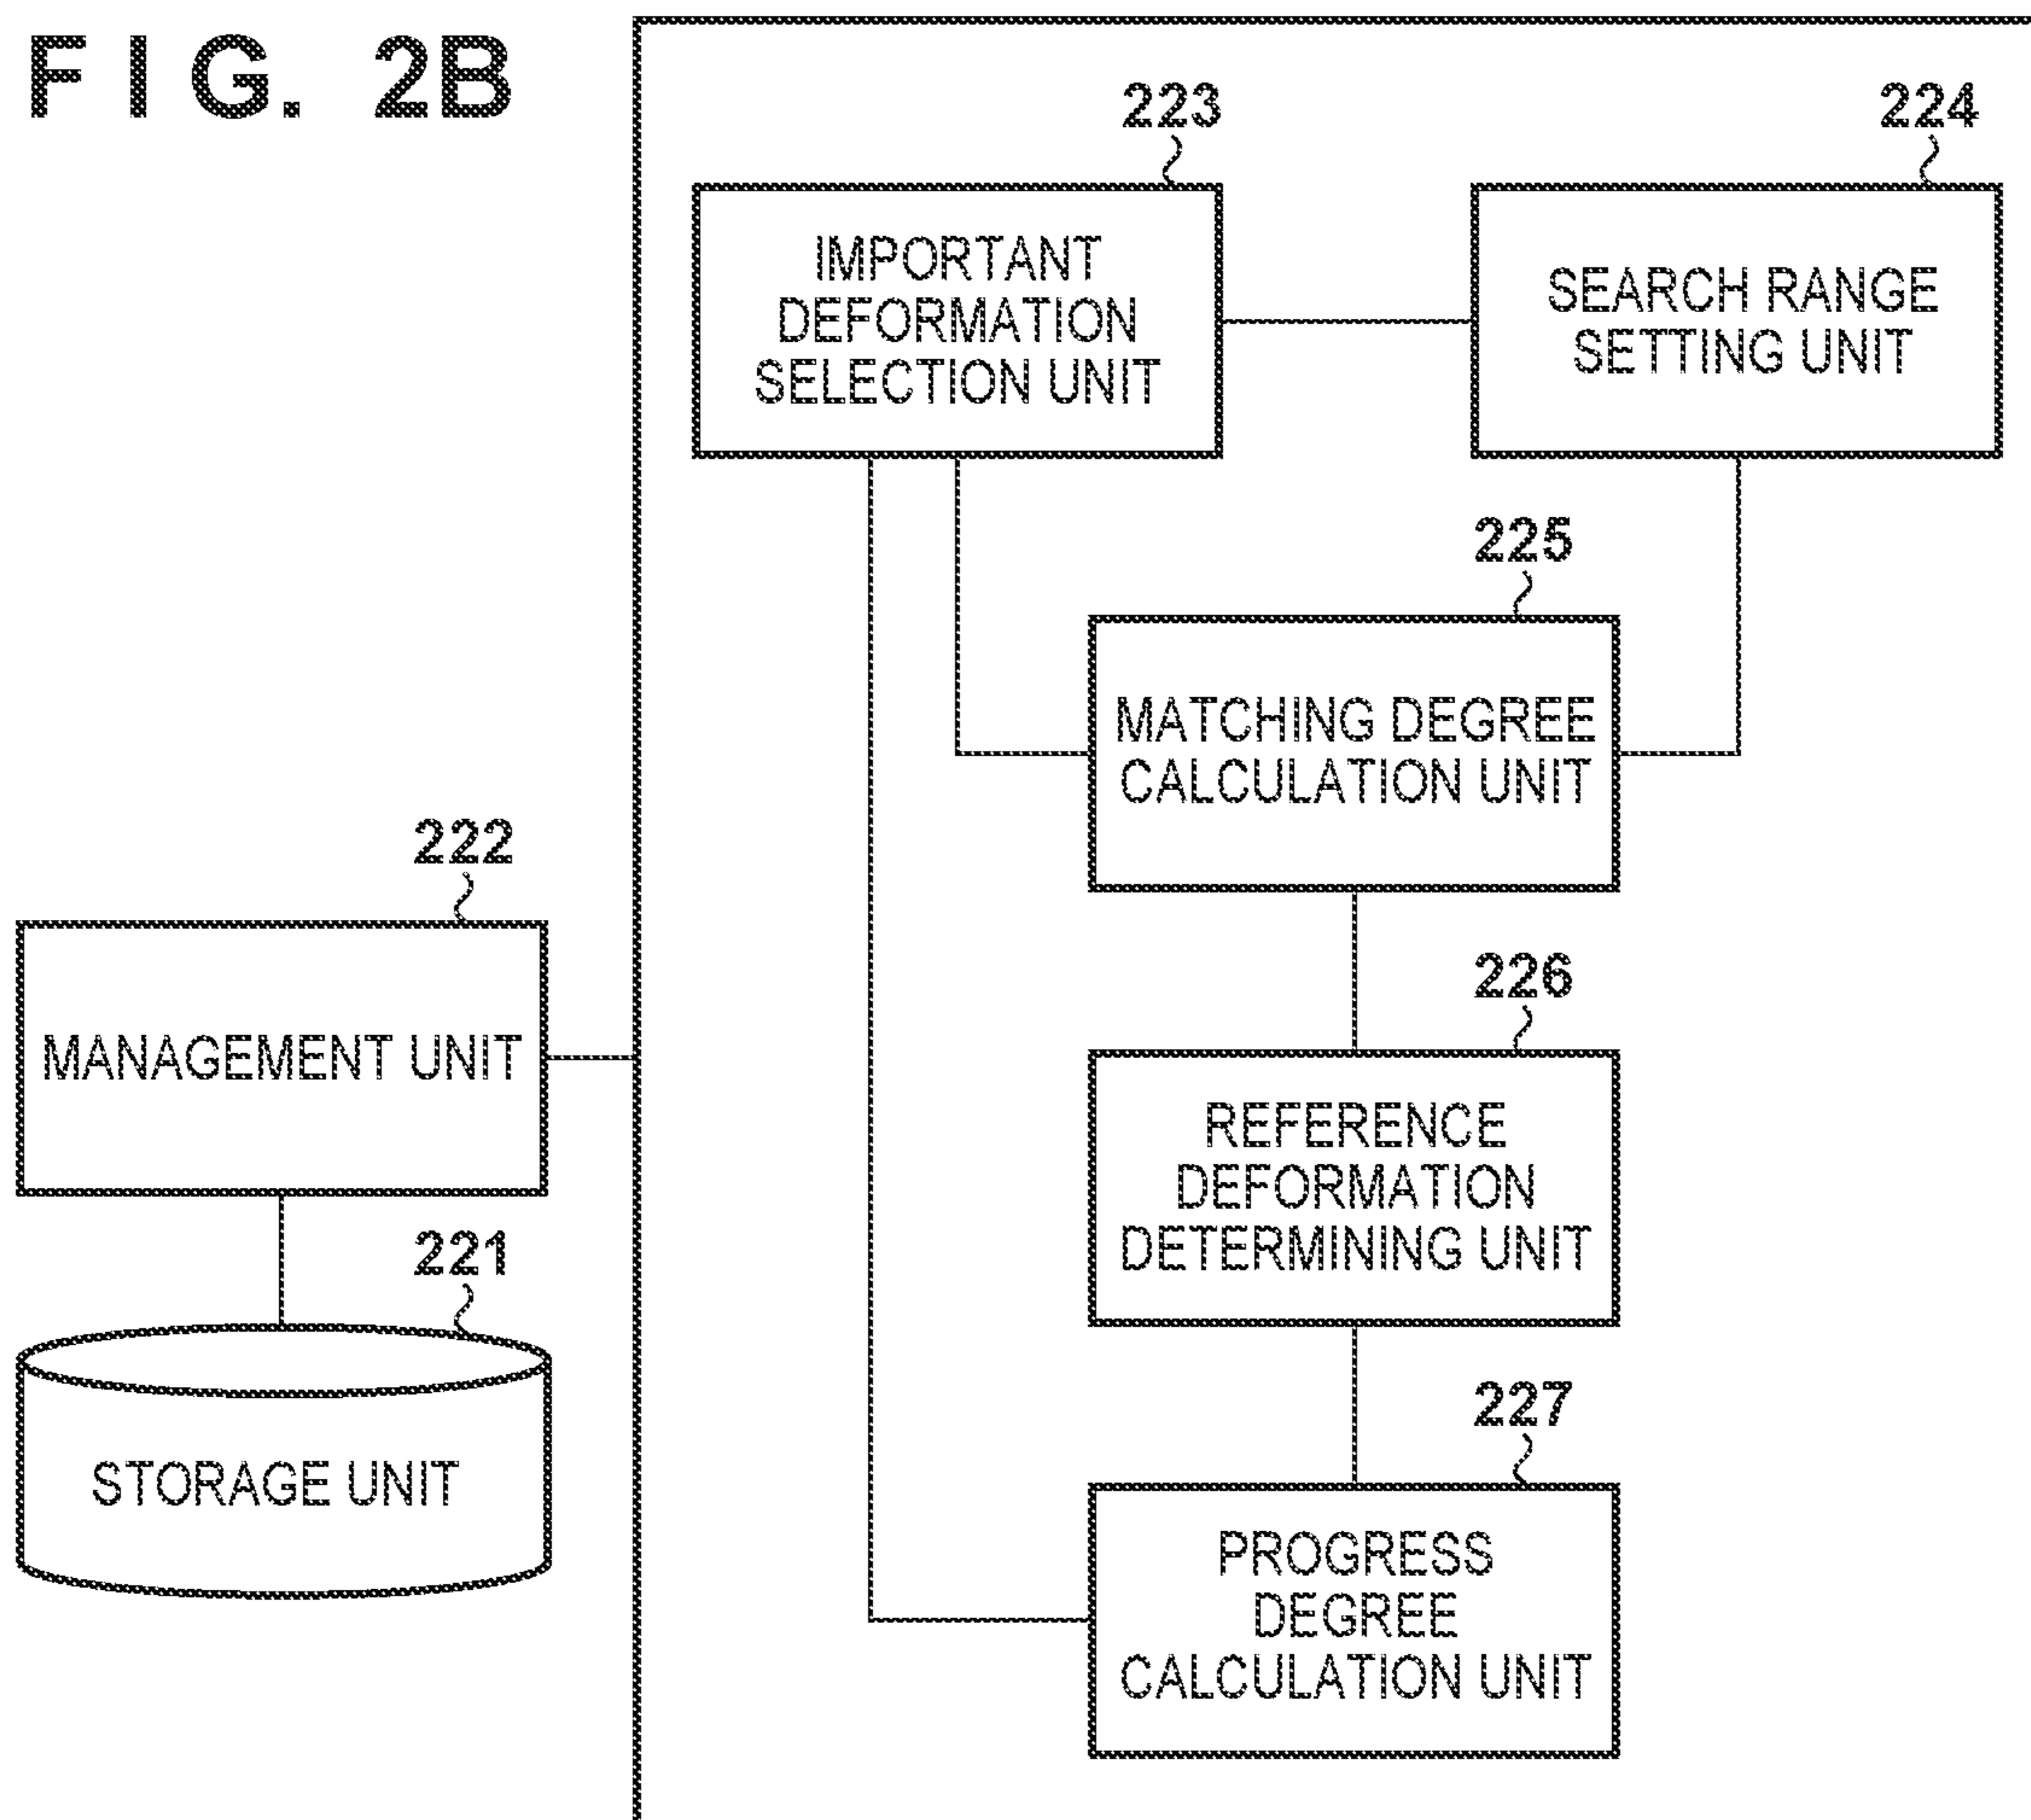 FIG. 2B
223
224
IMPORTANT
DEFORMATION
SELECTION UNIT
SEARCH RANGE
SETTING UNIT
225
MATCHING DEGREE
CALCULATION UNIT
222
MANAGEMENT UNIT
226
REFERENCE
DEFORMATION
DETERMINING UNIT
221
STORAGE UNIT
227
PROGRESS
DEGREE
CALCULATION UNIT